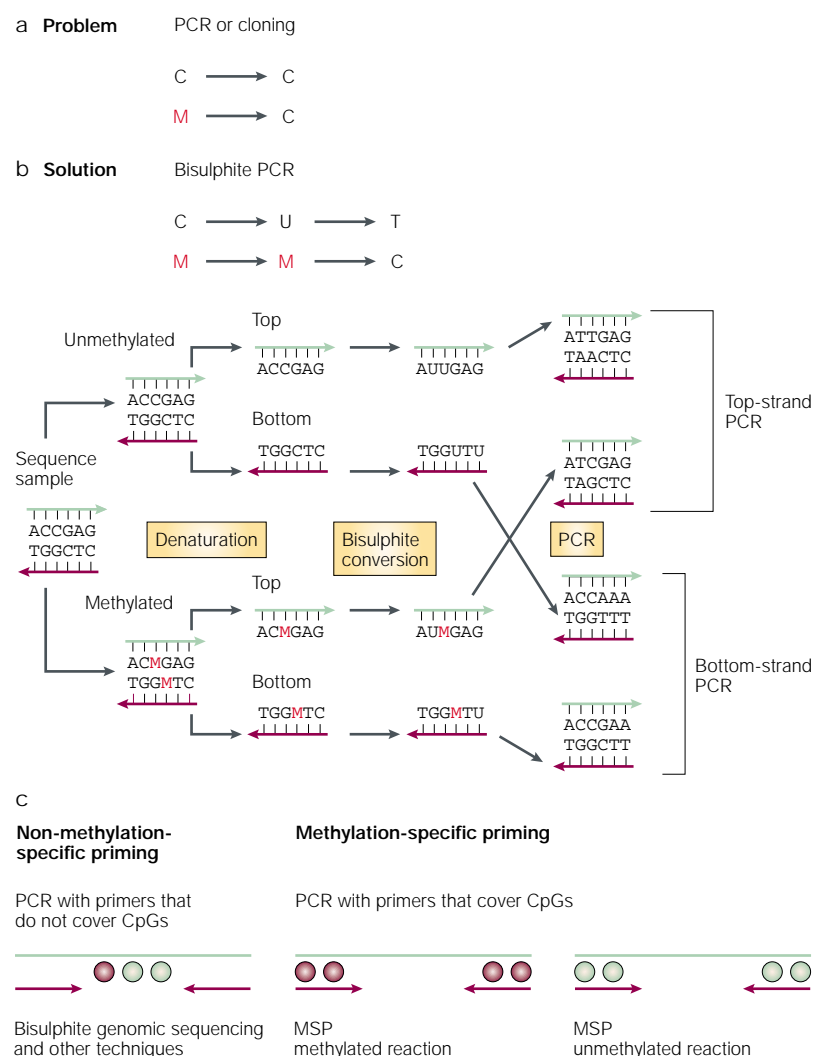 a Problem PCR or cloning
C C
M C
b Solution Bisulphite PCR
C U T
M M C
Unmethylated
Top
ACCGAG
AUUGAG
ATTGAG
TAACTC
ACCGAG
TGGCTC
Bottom
TGGCTC
TGGUTU
ATCGAG
TAGCTC
Top-strand
PCR
Sequence
sample
ACCGAG
TGGCTC
Denaturation
Bisulphite
conversion
PCR
Methylated
Top
ACMGAG
AUMGAG
ACCAAA
TGGTTT
ACMGAG
TGGMTC
Bottom
TGGMTC
TGGMTU
ACCGAA
TGGCTT
Bottom-strand
PCR
c
Non-methylation-
specific priming
PCR with primers that
do not cover CpGs
Bisulphite genomic sequencing
and other techniques
Methylation-specific priming
PCR with primers that cover CpGs
MSP
methylated reaction
MSP
unmethylated reaction